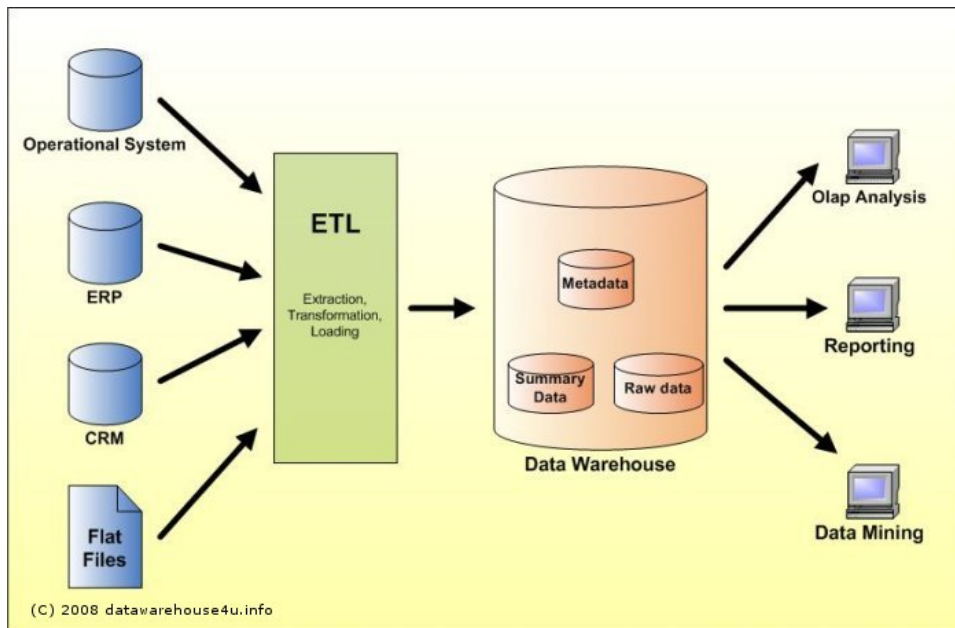 Operational System
ERP
CRM
Flat
Files
ETL
Extraction,
Transformation,
Loading
Metadata
Summary
Data
Raw data
Data Warehouse
Olap Analysis
Reporting
Data Mining
(C) 2008 datawarehouse4u.info